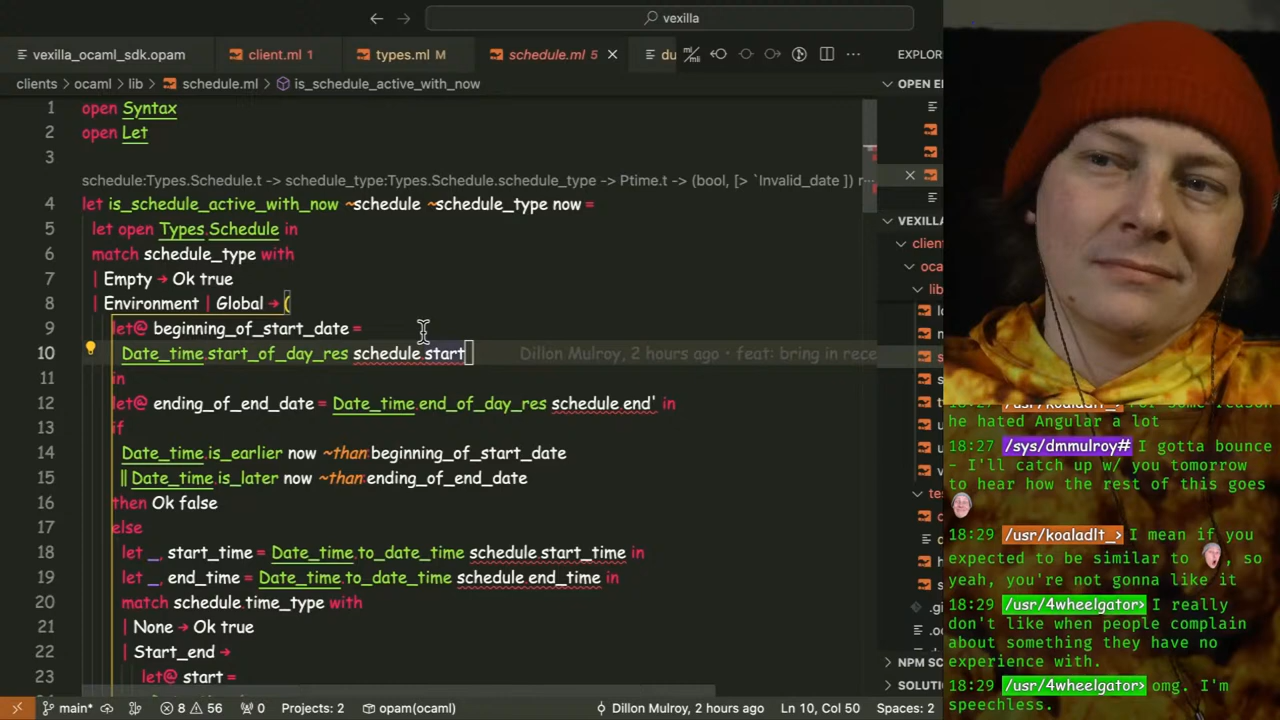 vexilla
vexilla_ocaml_sdk.opam
client.ml 1
types.ml M
schedule.ml 5
du
EXPLOR
clients > ocaml > lib > schedule.ml > is_schedule_active_with_now
OPEN E
1 open Syntax
2 open Let
3
schedule:Types.Schedule.t -> schedule_type:Types.Schedule.schedule_type -> Ptime.t -> (bool, [> `Invalid_date ]) r…
4 let is_schedule_active_with_now ~schedule ~schedule_type now =
5 let open Types.Schedule in
6 match schedule_type with
7 | Empty → Ok true
8 | Environment | Global → (
9 let@ beginning_of_start_date =
10 Date_time.start_of_day_res schedule.start
Dillon Mulroy, 2 hours ago • feat: bring in rece
11 in
12 let@ ending_of_end_date = Date_time.end_of_day_res schedule.end' in
13 if
14 Date_time.is_earlier now ~than:beginning_of_start_date
15 || Date_time.is_later now ~than:ending_of_end_date
16 then Ok false
17 else
18 let _, start_time = Date_time.to_date_time schedule.start_time in
19 let _, end_time = Date_time.to_date_time schedule.end_time in
20 match schedule.time_type with
21 | None → Ok true
22 | Start_end →
23 let@ start =
VEXILLA
client
oca
lib
te
.gi
.oc
NPM SC
SOLUTIO
main*
8 56
0
Projects: 2
opam(ocaml)
Dillon Mulroy, 2 hours ago
Ln 10, Col 50
Spaces: 2
he hated Angular a lot
18:27 /sys/dmmulroy# I gotta bounce
- I'll catch up w/ you tomorrow
to hear how the rest of this goes
18:29 /usr/koaladlt_> I mean if you
expected to be similar to , so
yeah, you're not gonna like it
18:29 /usr/4wheelgator> I really
don't like when people complain
about something they have no
experience with.
18:29 /usr/4wheelgator> omg. I'm
speechless.